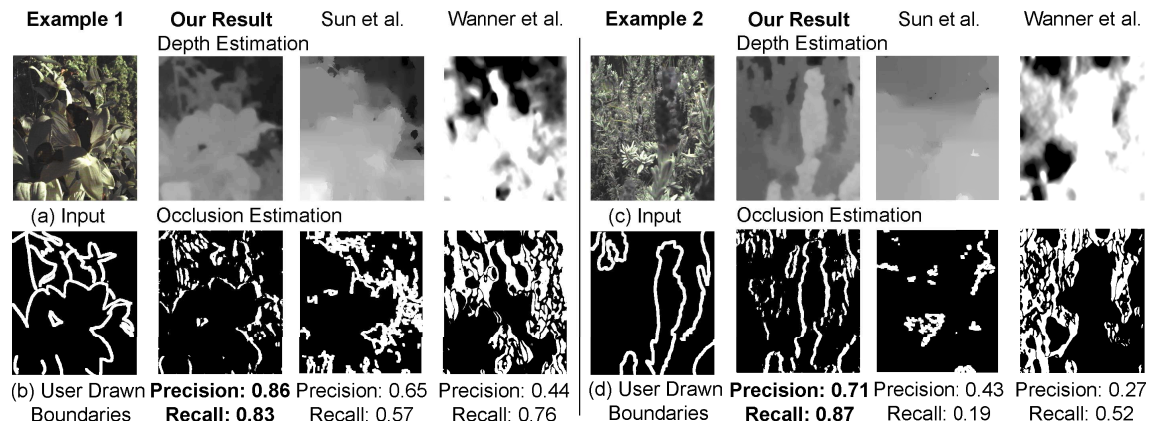 Example 1 Our Result Sun et al. Wanner et al. Example 2 Our Result Sun et al. Wanner et al.
Depth Estimation Depth Estimation
(a) Input Occlusion Estimation (c) Input Occlusion Estimation
(b) User Drawn Precision: 0.86 Precision: 0.65 Precision: 0.44 (d) User Drawn Precision: 0.71 Precision: 0.43 Precision: 0.27
Boundaries Recall: 0.83 Recall: 0.57 Recall: 0.76 Boundaries Recall: 0.87 Recall: 0.19 Recall: 0.52